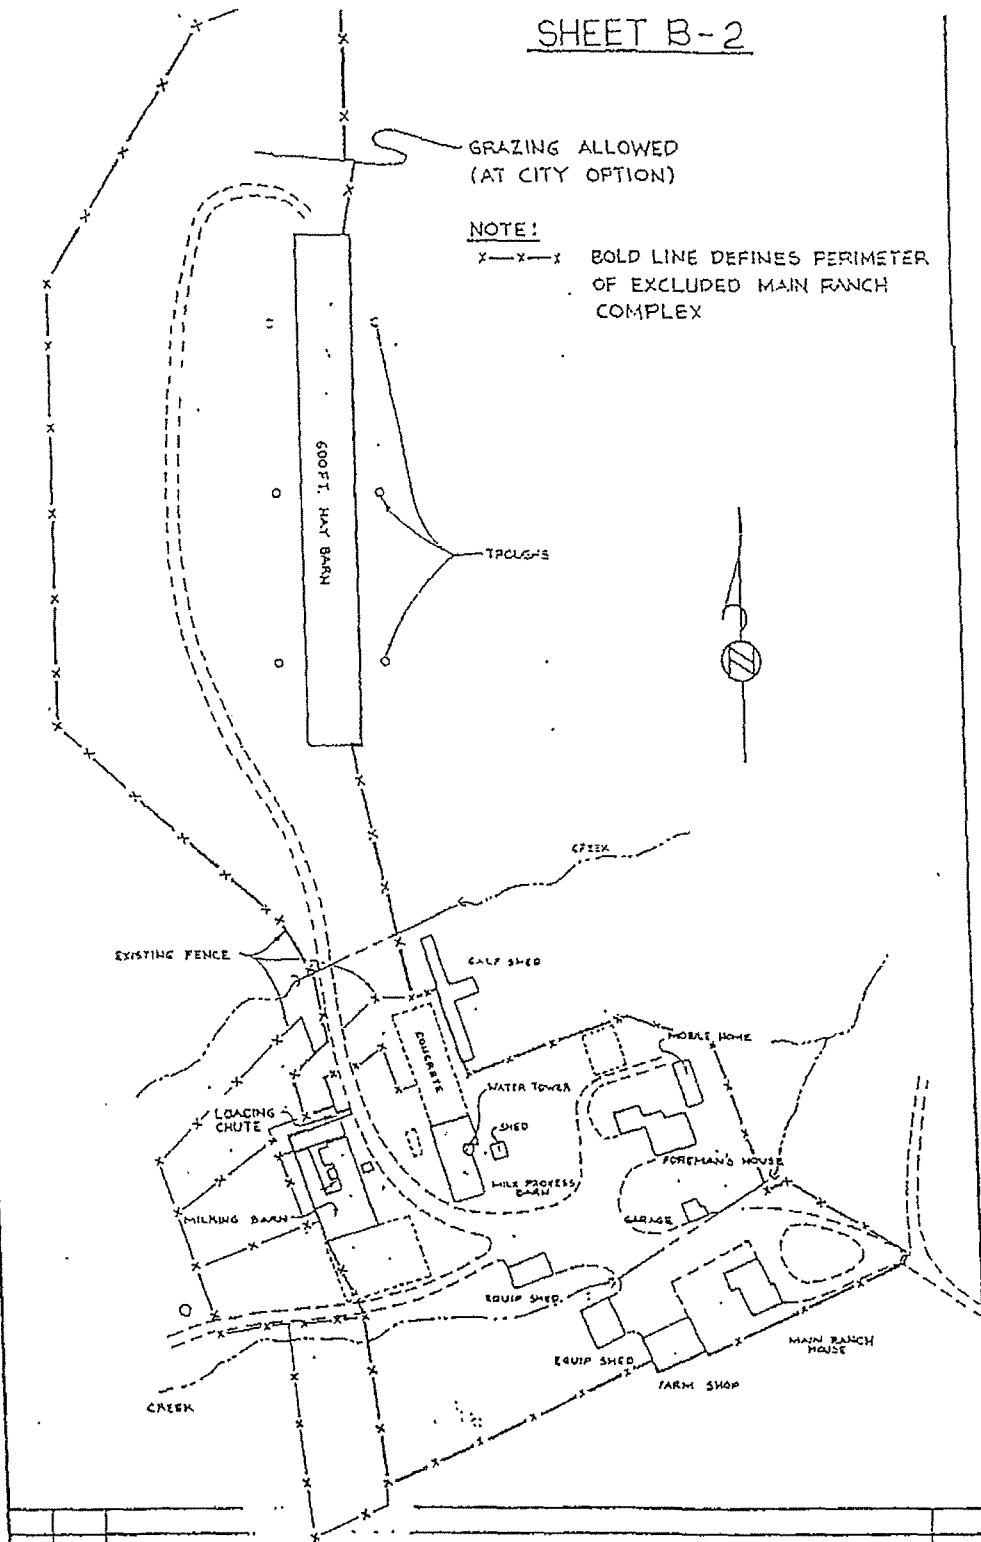 SHEET B-2
GRAZING ALLOWED
(AT CITY OPTION)
NOTE!
x—x—x BOLD LINE DEFINES PERIMETER
OF EXCLUDED MAIN RANCH
COMPLEX
600 FT. HAY BARN
TROUGHS
N
CREEK
EXISTING FENCE
CALF SHED
CONCRETE
MOBILE HOME
WATER TOWER
LOADING
CHUTE
SHED
FOREMAN'S HOUSE
MILK PROCESS
BARN
MILKING BARN
GARAGE
EQUIP SHED
EQUIP SHED
MAIN RANCH
HOUSE
FARM SHOP
CREEK